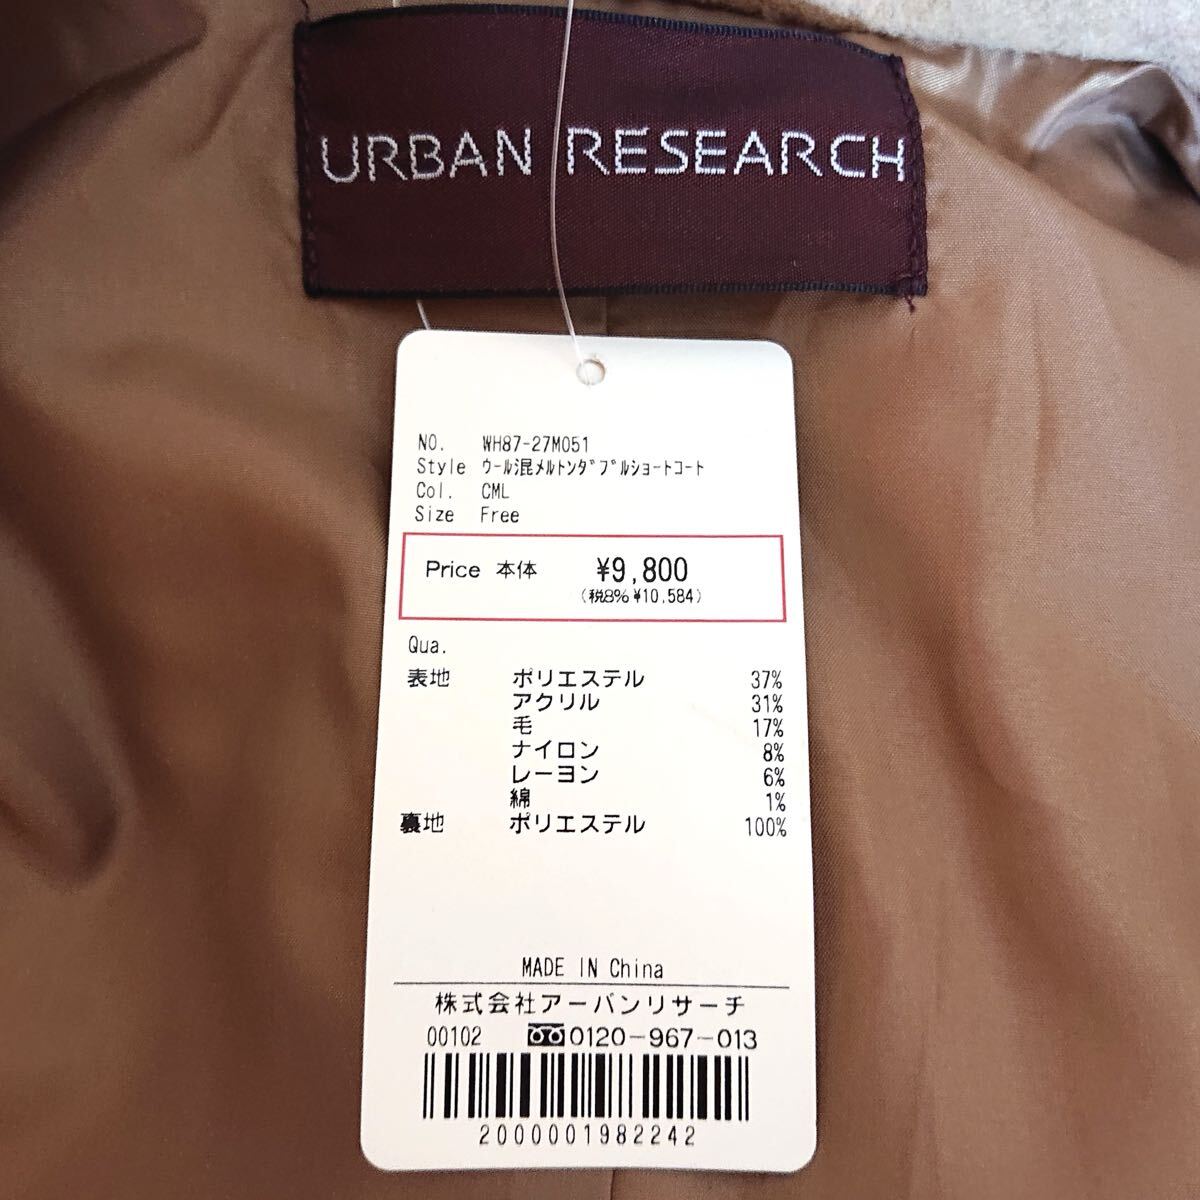 URBAN RESEARCH
NO. WH87-27M051
Style ｳｰﾙ混ﾒﾙﾄﾝﾀﾞﾌﾞﾙｼｮｰﾄｺｰﾄ
Col. CML
Size Free
Price 本体 ¥9,800
(税8%¥10,584)
Qua.
表地 ポリエステル 37%
アクリル 31%
毛 17%
ナイロン 8%
レーヨン 6%
綿 1%
裏地 ポリエステル 100%
MADE IN China
株式会社アーバンリサーチ
00102 0120-967-013
2000001982242